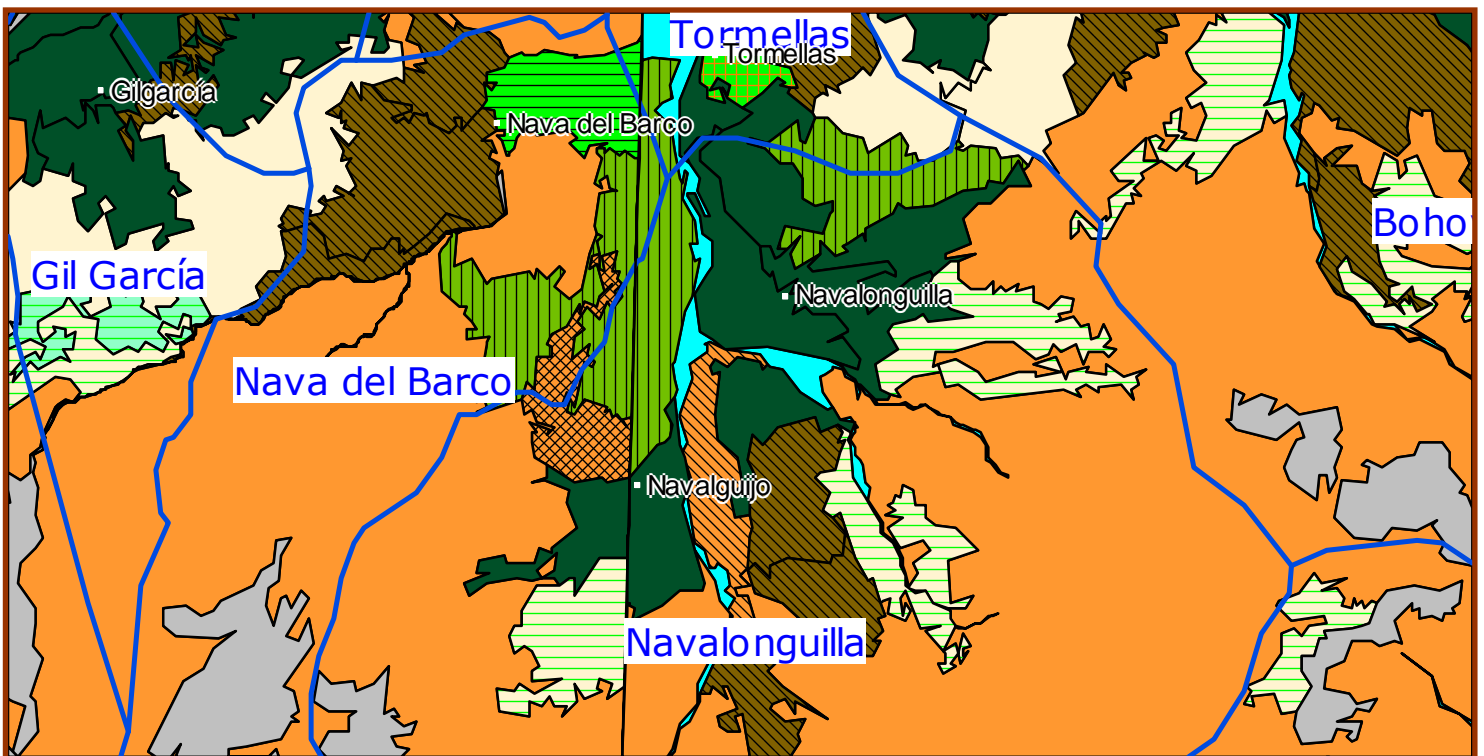 Tormellas
Tormellas
Gilgarcía
Nava del Barco
Boho
Gil García
Navalonguilla
Nava del Barco
Navalguijo
Navalonguilla